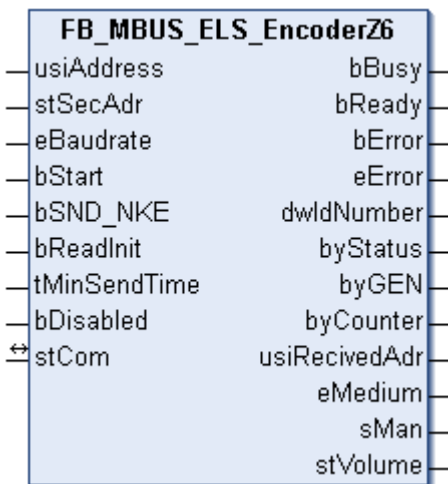 FB_MBUS_ELS_EncoderZ6
usiAddress bBusy
stSecAdr bReady
eBaudrate bError
bStart eError
bSND_NKE dwIdNumber
bReadInit byStatus
tMinSendTime byGEN
bDisabled byCounter
stCom usiRecivedAdr
eMedium
sMan
stVolume